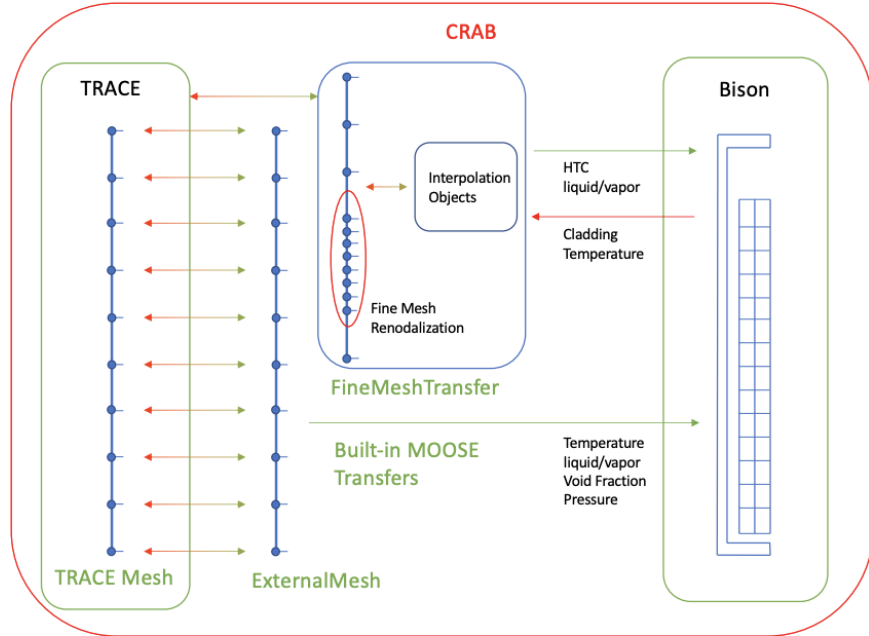 CRAB
TRACE
Bison
Interpolation
Objects
HTC
liquid/vapor
Cladding
Temperature
Fine Mesh
Renodalization
FineMeshTransfer
Built-in MOOSE
Transfers
Temperature
liquid/vapor
Void Fraction
Pressure
TRACE Mesh
ExternalMesh